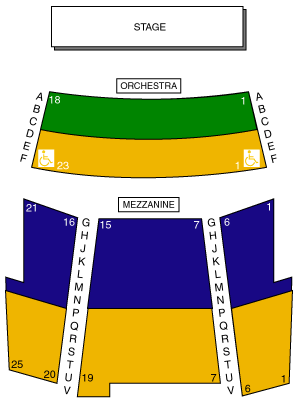 STAGE
ORCHESTRA
A 18 1 A
B B
C C
D D
E E
F 23 1 F
MEZZANINE
21 16 G 15 7 G 6 1
H H
J J
K K
L L
M M
N N
P P
Q Q
R R
S S
T T
25 20 U 19 7 U 1
V V 6